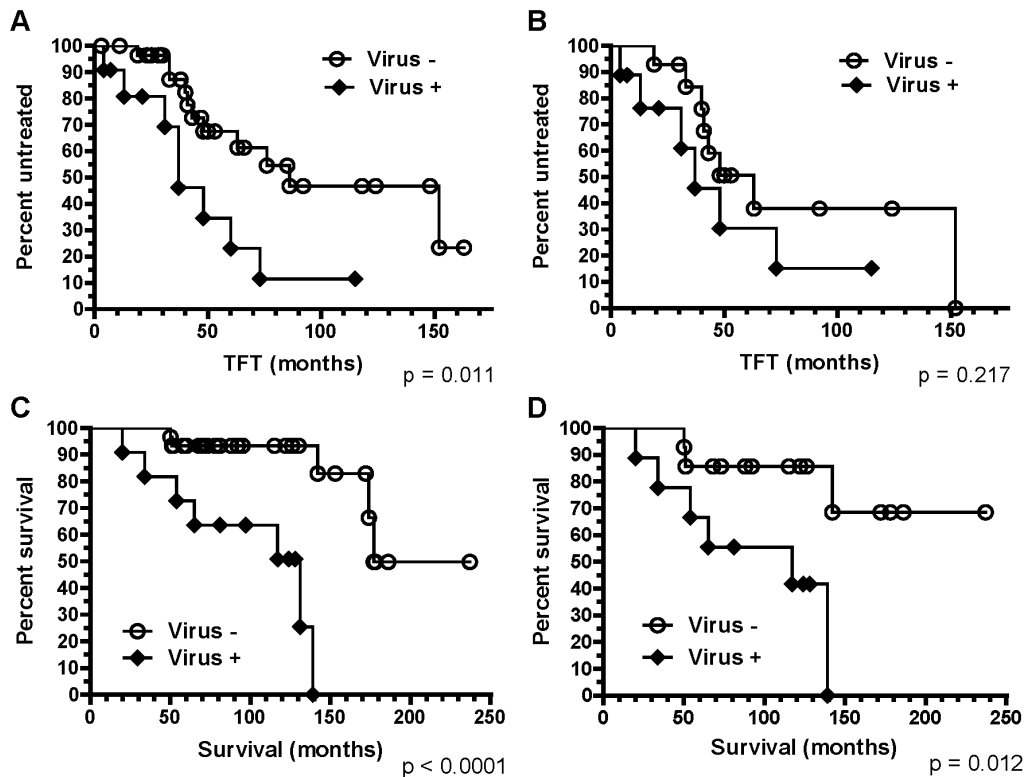 A
Percent untreated
100
90
80
70
60
50
40
30
20
10
0
Virus -
Virus +
0 50 100 150
TFT (months)
p = 0.011
B
Percent untreated
100
90
80
70
60
50
40
30
20
10
0
Virus -
Virus +
0 50 100 150
TFT (months)
p = 0.217
C
Percent survival
100
90
80
70
60
50
40
30
20
10
0
Virus -
Virus +
0 50 100 150 200 250
Survival (months)
p < 0.0001
D
Percent survival
100
90
80
70
60
50
40
30
20
10
0
Virus -
Virus +
0 50 100 150 200 250
Survival (months)
p = 0.012